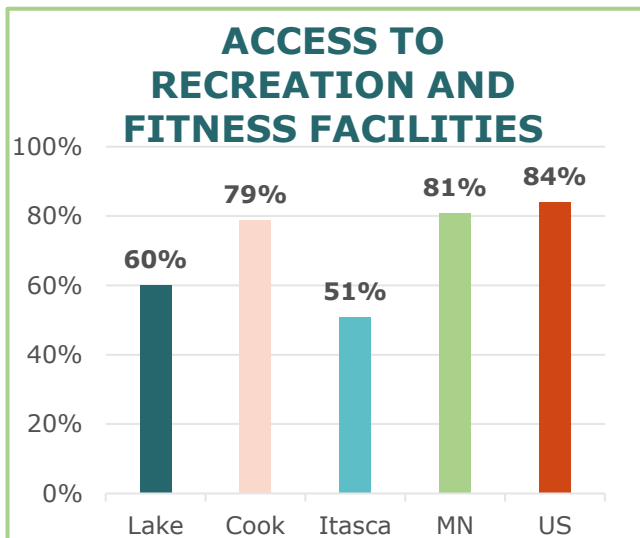 ACCESS TO
RECREATION AND
FITNESS FACILITIES
100%
80%
60%
40%
20%
0%
60%
79%
51%
81%
84%
Lake Cook Itasca MN US